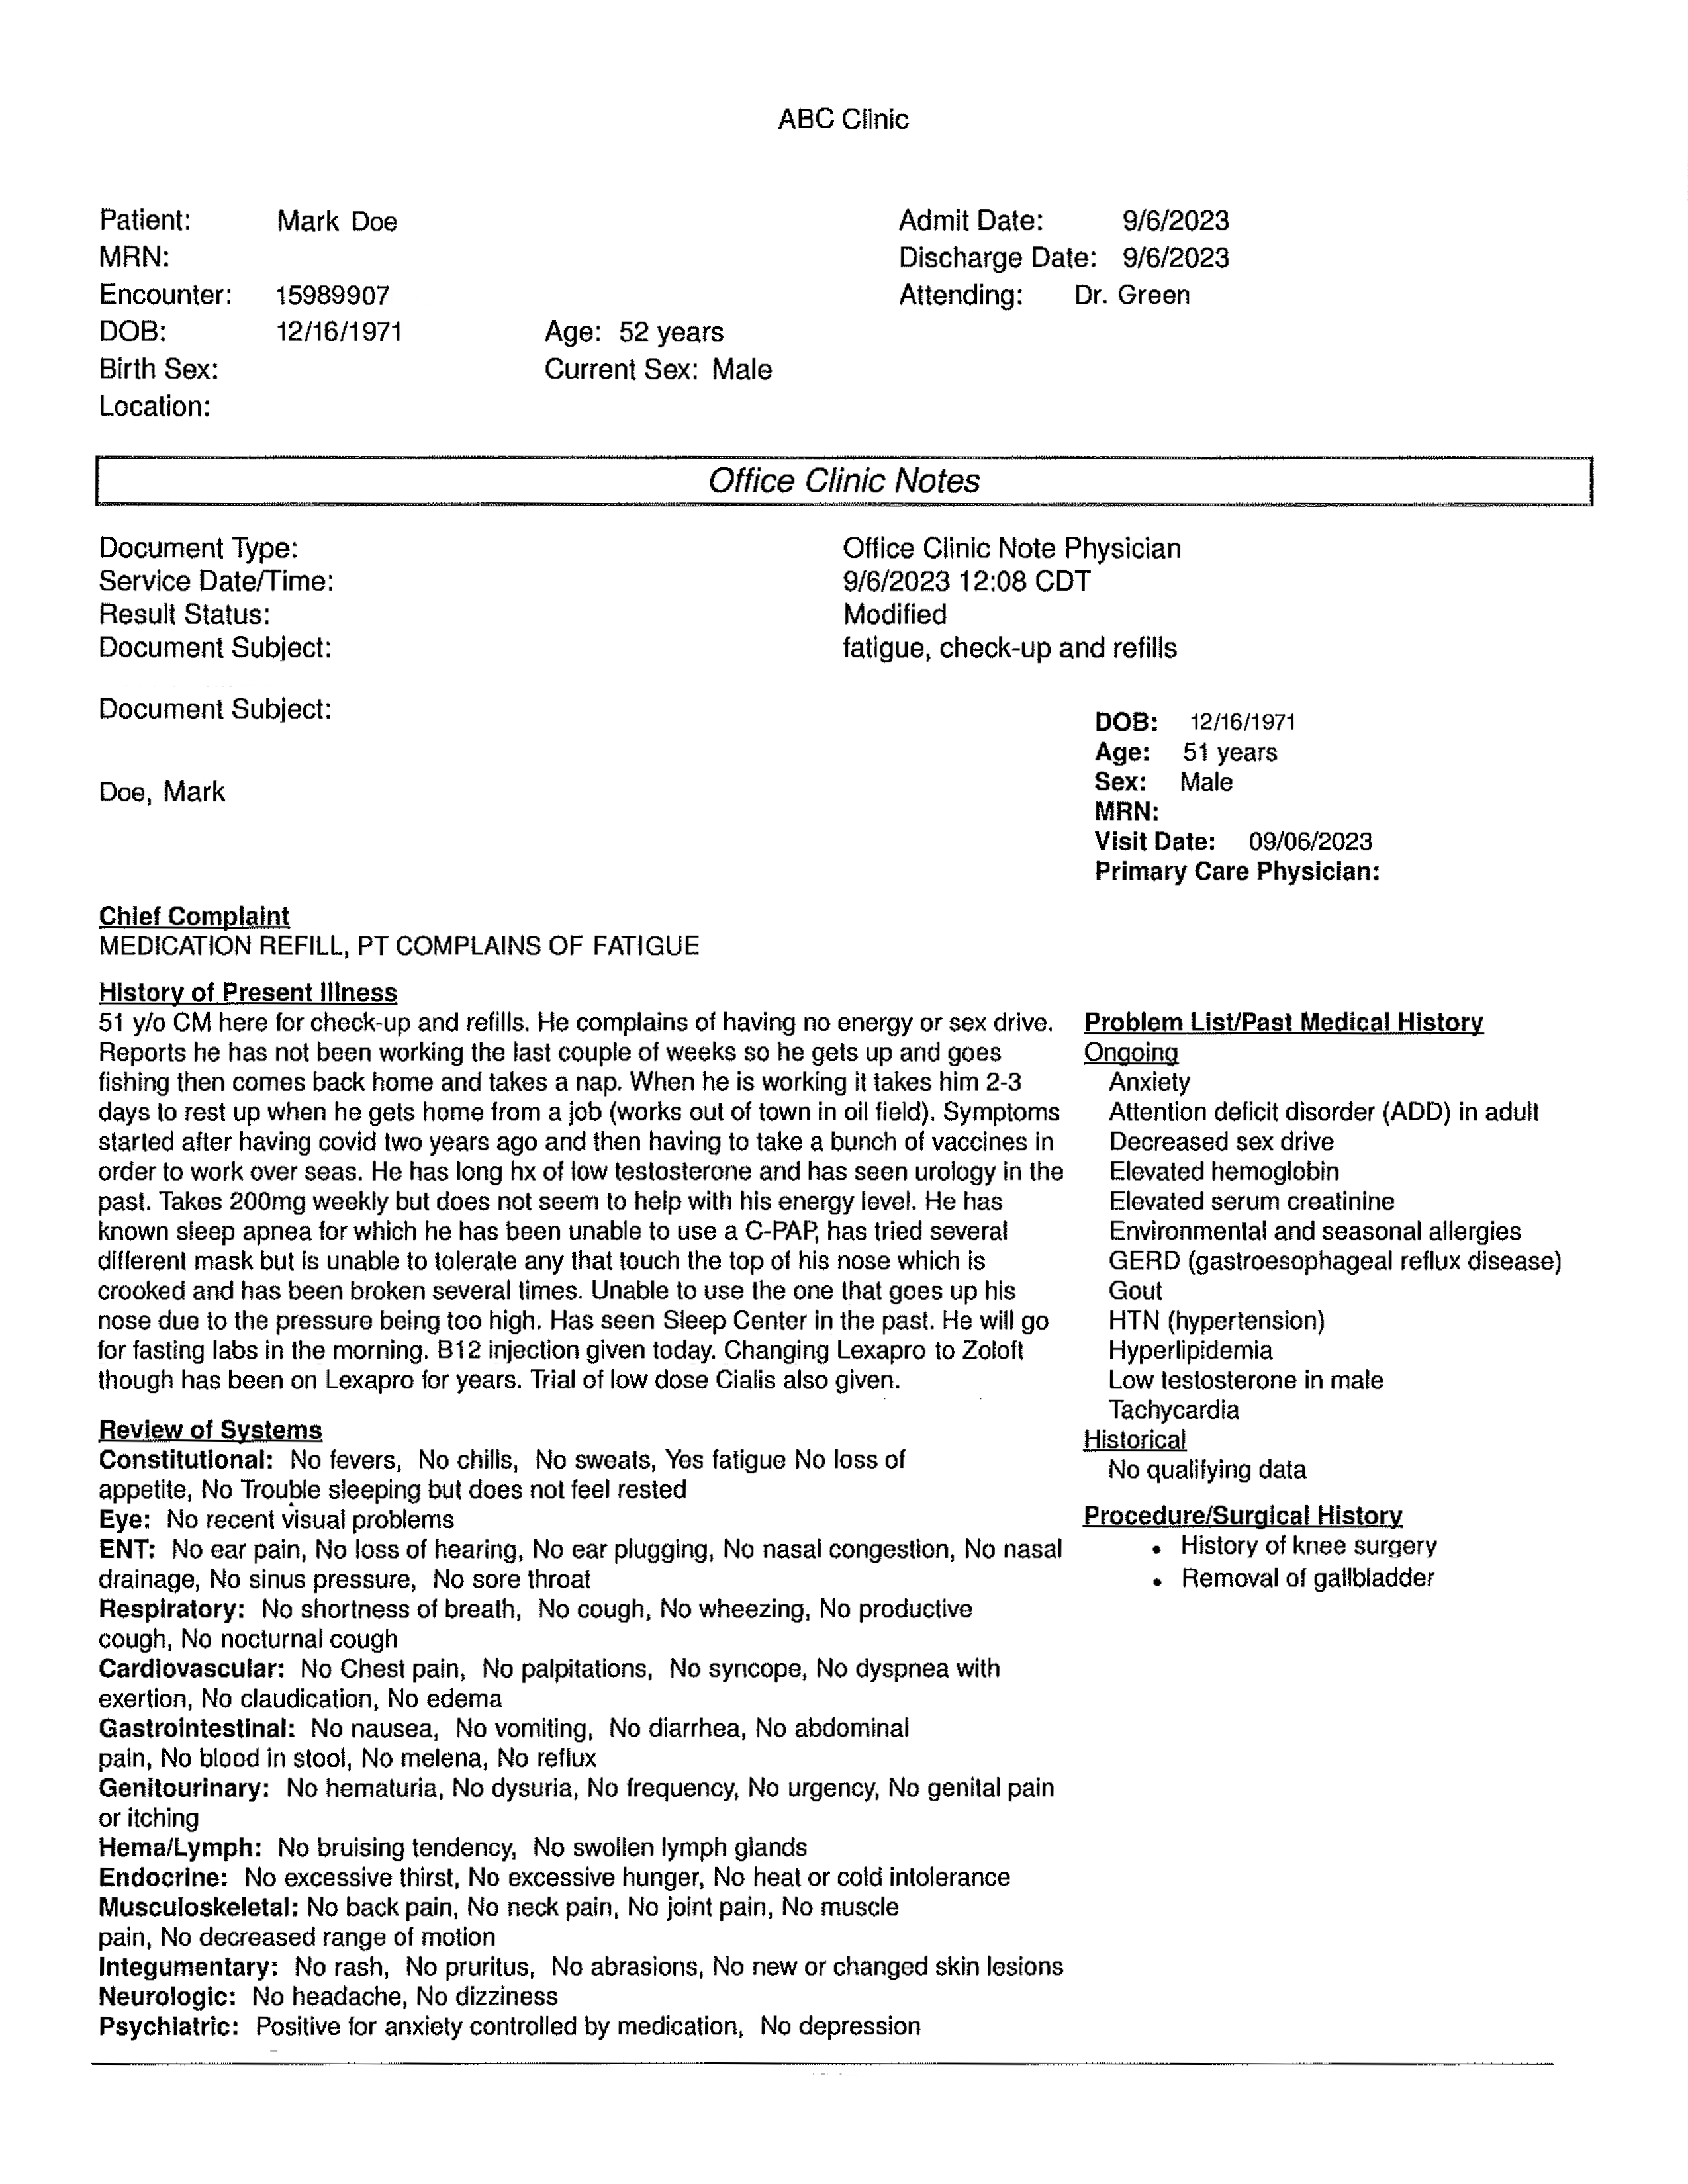 ABC Clinic
Patient: Mark Doe Admit Date: 9/6/2023
MRN: Discharge Date: 9/6/2023
Encounter: 15989907 Attending: Dr. Green
DOB: 12/16/1971 Age: 52 years
Birth Sex: Current Sex: Male
Location:
Office Clinic Notes
Document Type: Office Clinic Note Physician
Service Date/Time: 9/6/2023 12:08 CDT
Result Status: Modified
Document Subject: fatigue, check-up and refills
Document Subject:
DOB: 12/16/1971
Age: 51 years
Sex: Male
Doe, Mark
MRN:
Visit Date: 09/06/2023
Primary Care Physician:
Chief Complaint
MEDICATION REFILL, PT COMPLAINS OF FATIGUE
History of Present Illness
51 y/o CM here for check-up and refills. He complains of having no energy or sex drive.
Reports he has not been working the last couple of weeks so he gets up and goes
fishing then comes back home and takes a nap. When he is working it takes him 2-3
days to rest up when he gets home from a job (works out of town in oil field). Symptoms
started after having covid two years ago and then having to take a bunch of vaccines in
order to work over seas. He has long hx of low testosterone and has seen urology in the
past. Takes 200mg weekly but does not seem to help with his energy level. He has
known sleep apnea for which he has been unable to use a C-PAP, has tried several
different mask but is unable to tolerate any that touch the top of his nose which is
crooked and has been broken several times. Unable to use the one that goes up his
nose due to the pressure being too high. Has seen Sleep Center in the past. He will go
for fasting labs in the morning. B12 injection given today. Changing Lexapro to Zoloft
though has been on Lexapro for years. Trial of low dose Cialis also given.
Review of Systems
Constitutional: No fevers, No chills, No sweats, Yes fatigue No loss of
appetite, No Trouble sleeping but does not feel rested
Eye: No recent visual problems
ENT: No ear pain, No loss of hearing, No ear plugging, No nasal congestion, No nasal
drainage, No sinus pressure, No sore throat
Respiratory: No shortness of breath, No cough, No wheezing, No productive
cough, No nocturnal cough
Cardiovascular: No Chest pain, No palpitations, No syncope, No dyspnea with
exertion, No claudication, No edema
Gastrointestinal: No nausea, No vomiting, No diarrhea, No abdominal
pain, No blood in stool, No melena, No reflux
Genitourinary: No hematuria, No dysuria, No frequency, No urgency, No genital pain
or itching
Hema/Lymph: No bruising tendency, No swollen lymph glands
Endocrine: No excessive thirst, No excessive hunger, No heat or cold intolerance
Musculoskeletal: No back pain, No neck pain, No joint pain, No muscle
pain, No decreased range of motion
Integumentary: No rash, No pruritus, No abrasions, No new or changed skin lesions
Neurologic: No headache, No dizziness
Psychiatric: Positive for anxiety controlled by medication, No depression
Problem List/Past Medical History
Ongoing
Anxiety
Attention deficit disorder (ADD) in adult
Decreased sex drive
Elevated hemoglobin
Elevated serum creatinine
Environmental and seasonal allergies
GERD (gastroesophageal reflux disease)
Gout
HTN (hypertension)
Hyperlipidemia
Low testosterone in male
Tachycardia
Historical
No qualifying data
Procedure/Surgical History
• History of knee surgery
• Removal of gallbladder